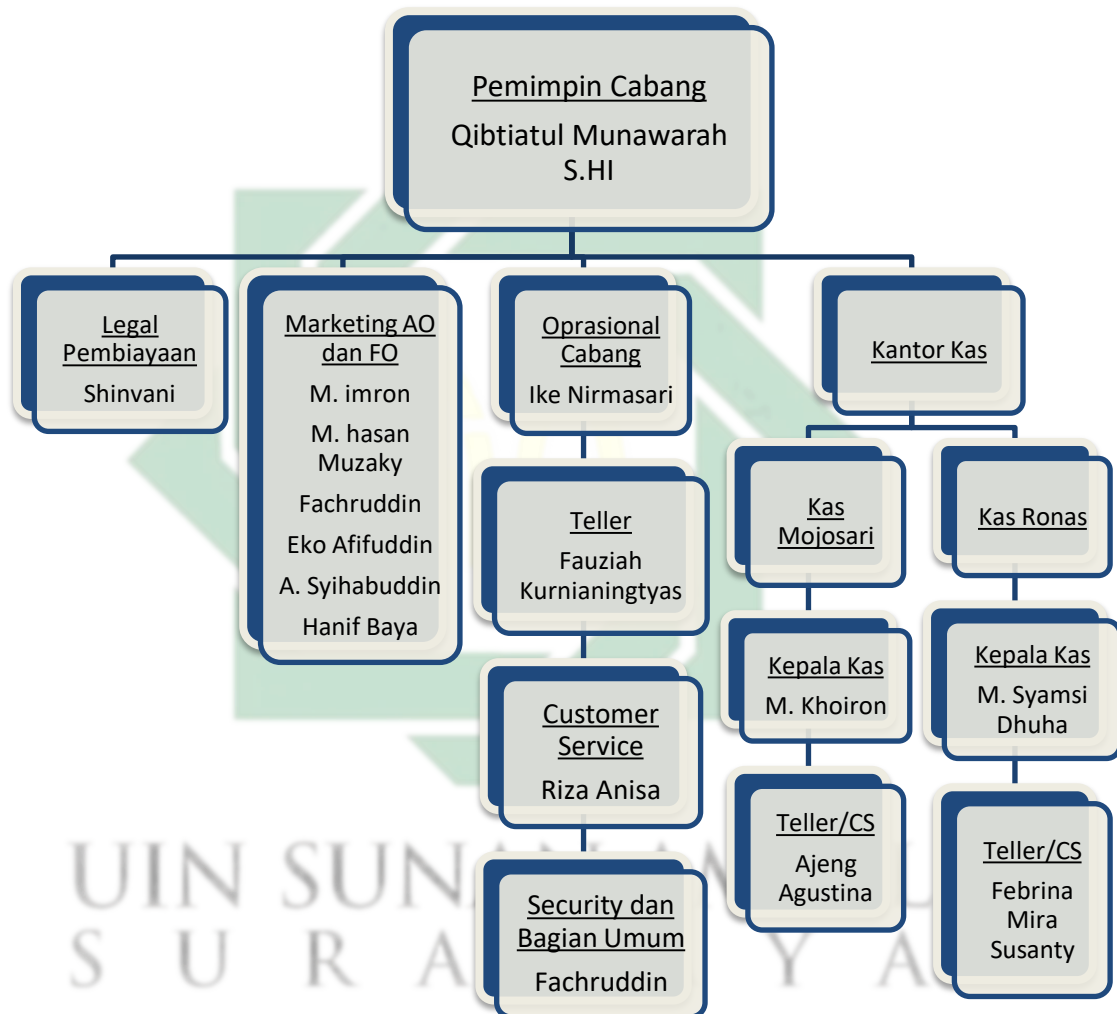 Pemimpin Cabang
Qibtiatul Munawarah
S.HI
Legal
Pembiayaan
Shinvani
Marketing AO
dan FO
M. imron
M. hasan
Muzaky
Fachruddin
Eko Afifuddin
A. Syihabuddin
Hanif Baya
Oprasional
Cabang
Ike Nirmasari
Teller
Fauziah
Kurnianingtyas
Customer
Service
Riza Anisa
Security dan
Bagian Umum
Fachruddin
Kantor Kas
Kas
Mojosari
Kepala Kas
M. Khoiron
Teller/CS
Ajeng
Agustina
Kas Ronas
Kepala Kas
M. Syamsi
Dhuha
Teller/CS
Febrina
Mira
Susanty
UIN